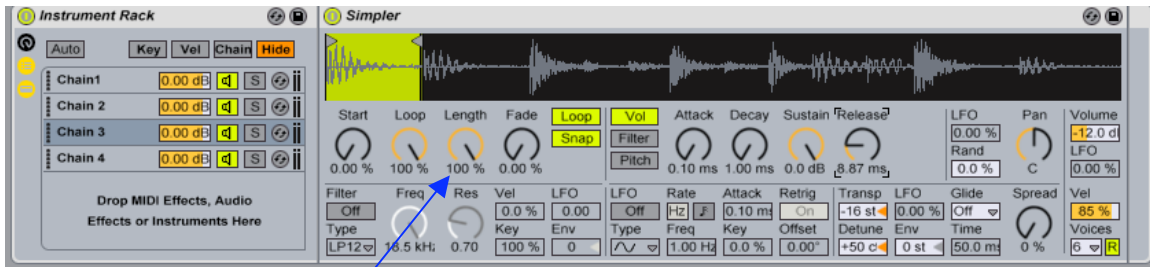 Instrument Rack
Simpler
Auto Key Vel Chain Hide
Chain1 0.00 dB S
Chain 2 0.00 dB S
Chain 3 0.00 dB S
Chain 4 0.00 dB S
Drop MIDI Effects, Audio
Effects or Instruments Here
Start Loop Length Fade Loop Vol Attack Decay Sustain Release LFO Pan Volume
Snap Filter 0.00 % -12.0 d
Pitch Rand LFO
0.00 % 100 % 100 % 0.00 % 0.10 ms 1.00 ms 0.0 dB 8.87 ms 0.0 % C 0.00 %
Filter Freq Res Vel LFO LFO Rate Attack Retrig Transp LFO Glide Spread Vel
Off 0.0 % 0.00 Off Hz 0.10 m On -16 st 0.00 % Off 85 %
Type Key Env Type Freq Key Offset Detune Env Time Voices
LP12 18.5 kHz 0.70 100 % 0 1.00 Hz 0.0 % 0.00° +50 c 0 st 50.0 m 0 % 6 R